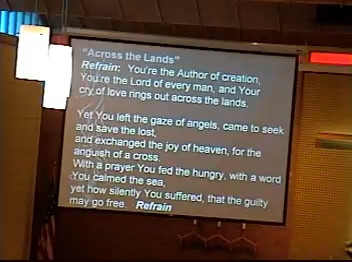 "Across the Lands"
Refrain: You're the Author of creation,
You're the Lord of every man, and Your
cry of love rings out across the lands.
Yet You left the gaze of angels, came to seek
and save the lost,
and exchanged the joy of heaven, for the
anguish of a cross.
With a prayer You fed the hungry, with a word
You calmed the sea,
yet how silently You suffered, that the guilty
may go free. Refrain